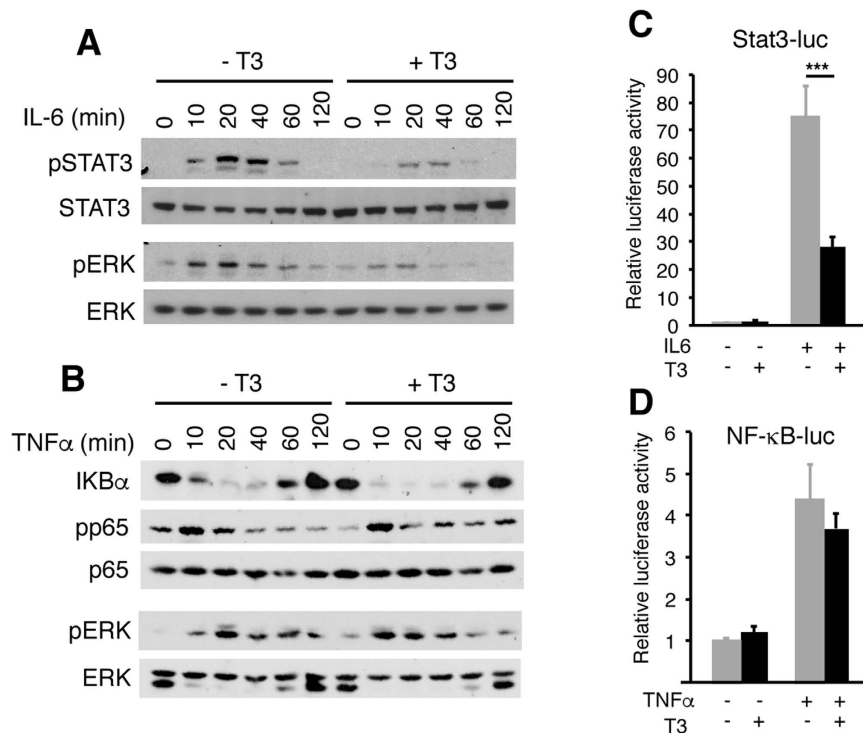 A
- T3
+ T3
IL-6 (min)
0 10 20 40 60 120 0 10 20 40 60 120
pSTAT3
STAT3
pERK
ERK
B
- T3
+ T3
TNFα (min)
0 10 20 40 60 120 0 10 20 40 60 120
IKBα
pp65
p65
pERK
ERK
C
Stat3-luc
***
Relative luciferase activity
90
80
70
60
50
40
30
20
10
0
IL6 - - + +
T3 - + - +
D
NF-κB-luc
Relative luciferase activity
6
5
4
3
2
1
TNFα - - + +
T3 - + - +